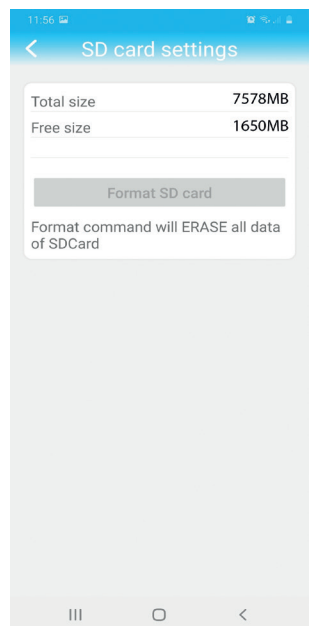 11:56
SD card settings
Total size 7578MB
Free size 1650MB
Format SD card
Format command will ERASE all data
of SDCard